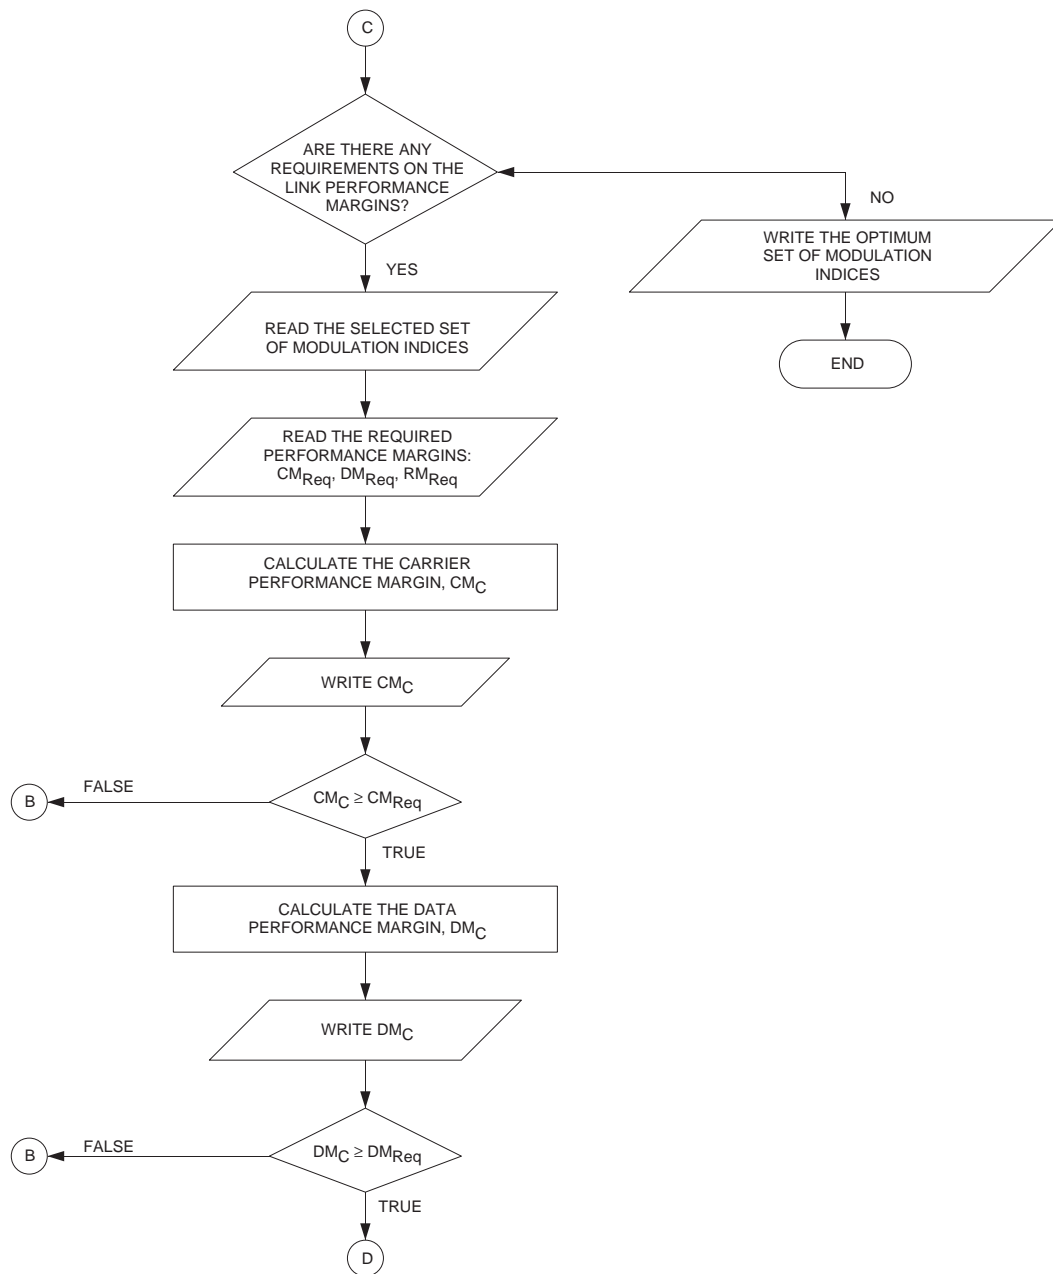 C
ARE THERE ANY
REQUIREMENTS ON THE
LINK PERFORMANCE
MARGINS?
NO
WRITE THE OPTIMUM
SET OF MODULATION
INDICES
END
YES
READ THE SELECTED SET
OF MODULATION INDICES
READ THE REQUIRED
PERFORMANCE MARGINS:
CMReq, DMReq, RMReq
CALCULATE THE CARRIER
PERFORMANCE MARGIN, CMC
WRITE CMC
FALSE
B
CMC ≥ CMReq
TRUE
CALCULATE THE DATA
PERFORMANCE MARGIN, DMC
WRITE DMC
FALSE
B
DMC ≥ DMReq
TRUE
D